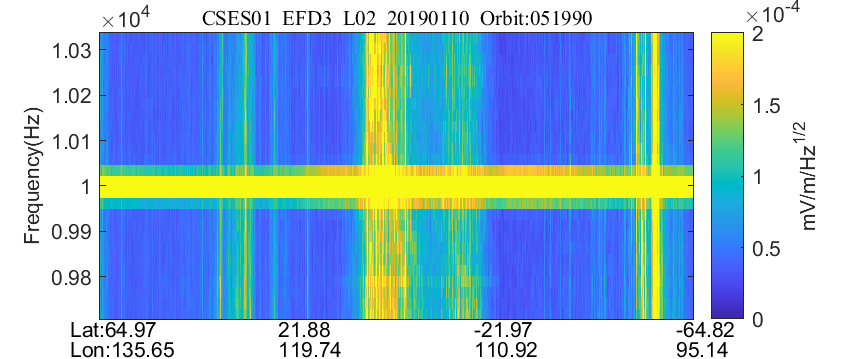 ×10⁴ CSES01 EFD3 L02 20190110 Orbit:051990 ×10⁻⁴
1.03
1.02
1.01
1
0.99
0.98
Frequency(Hz)
2
1.5
1
0.5
0
mV/m/Hz^1/2
Lat:64.97 21.88 -21.97 -64.82
Lon:135.65 119.74 110.92 95.14